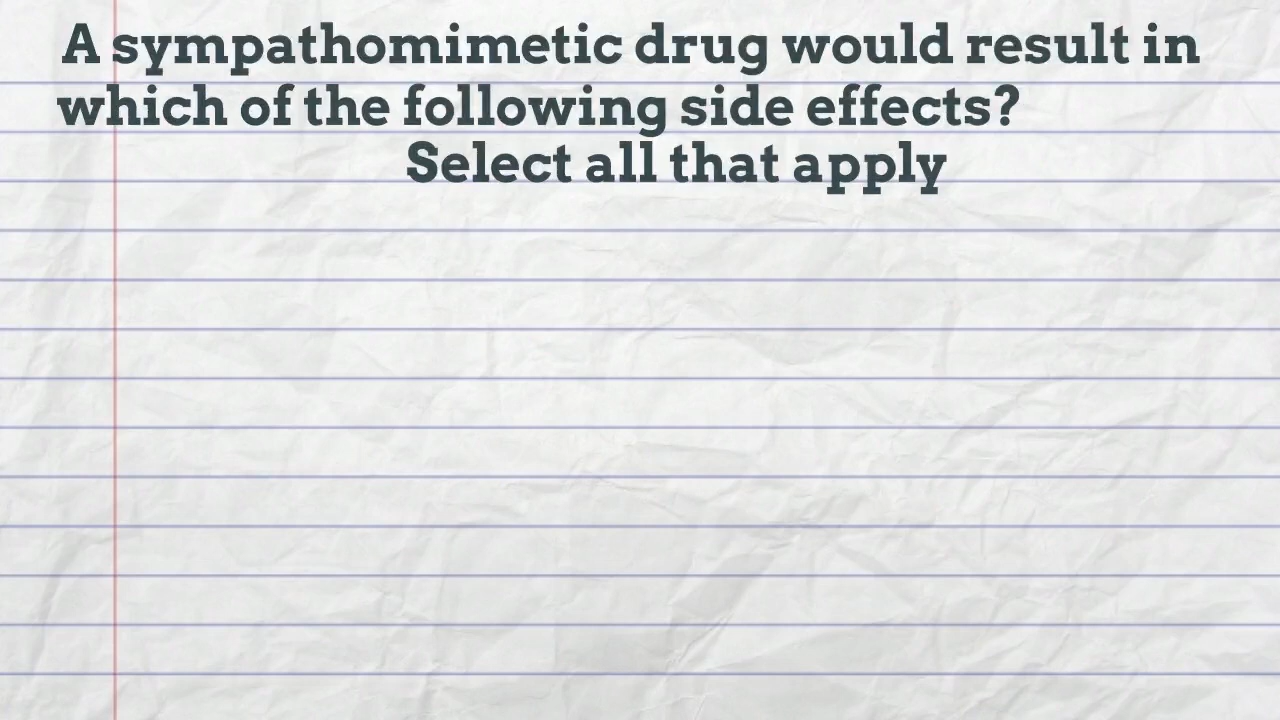 A sympathomimetic drug would result in
which of the following side effects?
Select all that apply